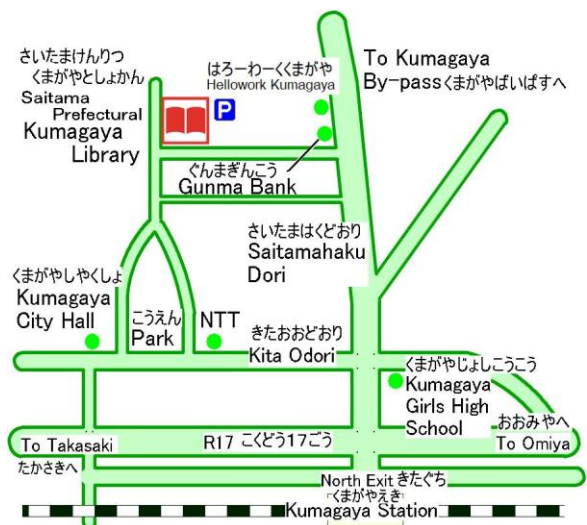 さいたまけんりつ
くまがやとしょかん
Saitama
Prefectural
Kumagaya
Library
P
はろーわーくくまがや
Hellowork Kumagaya
To Kumagaya
By-passくまがやばいぱすへ
ぐんまぎんこう
Gunma Bank
さいたまはくどおり
Saitamahaku
Dori
くまがやしやくしょ
Kumagaya
City Hall
こうえん
Park
NTT
きたおおどおり
Kita Odori
くまがやじょしこうこう
Kumagaya
Girls High
School
おおみやへ
To Omiya
To Takasaki
たかさきへ
R17 こくどう17ごう
North Exit きたぐち
くまがやえき
Kumagaya Station